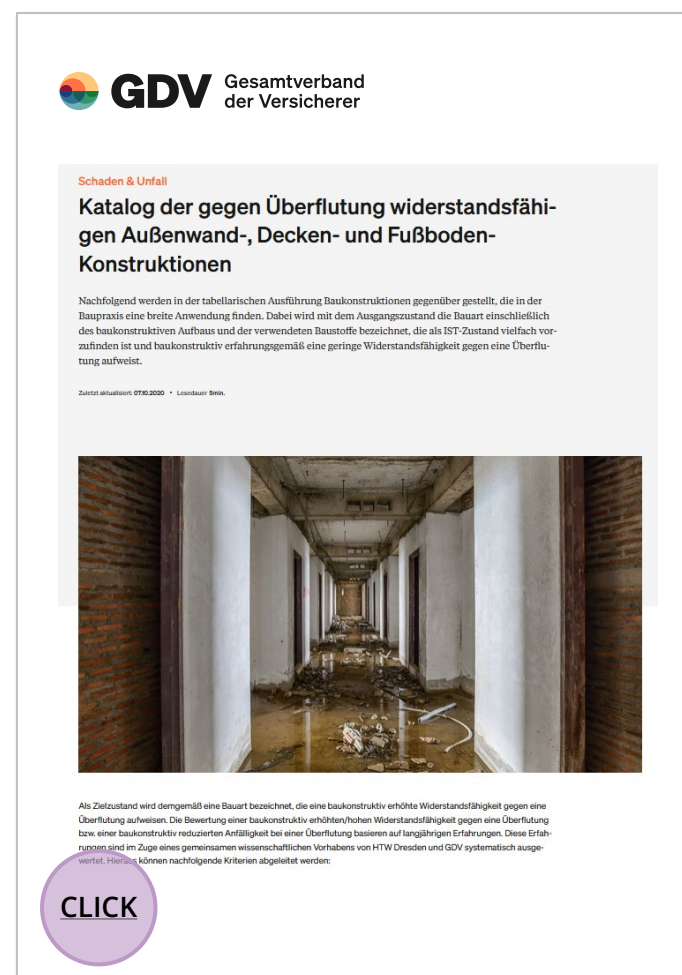 GDV Gesamtverband
der Versicherer
Schaden & Unfall
Katalog der gegen Überflutung widerstandsfähi-
gen Außenwand-, Decken- und Fußboden-
Konstruktionen
Nachfolgend werden in der tabellarischen Ausführung Baukonstruktionen gegenüber gestellt, die in der
Baupraxis eine breite Anwendung finden. Dabei wird mit dem Ausgangszustand die Bauart einschließlich
des baukonstruktiven Aufbaus und der verwendeten Baustoffe bezeichnet, die als IST-Zustand vielfach vor-
zufinden ist und baukonstruktiv erfahrungsgemäß eine geringe Widerstandsfähigkeit gegen eine Überflu-
tung aufweist.
Zuletzt aktualisiert: 07.10.2020 • Lesedauer 5min.
Als Zielzustand wird demgemäß eine Bauart bezeichnet, die eine baukonstruktiv erhöhte Widerstandsfähigkeit gegen eine
Überflutung aufweisen. Die Bewertung einer baukonstruktiv erhöhten/hohen Widerstandsfähigkeit gegen eine Überflutung
bzw. einer baukonstruktiv reduzierten Anfälligkeit bei einer Überflutung basieren auf langjährigen Erfahrungen. Diese Erfah-
rungen sind im Zuge eines gemeinsamen wissenschaftlichen Vorhabens von HTW Dresden und GDV systematisch ausge-
wertet. Hieraus können nachfolgende Kriterien abgeleitet werden:
CLICK